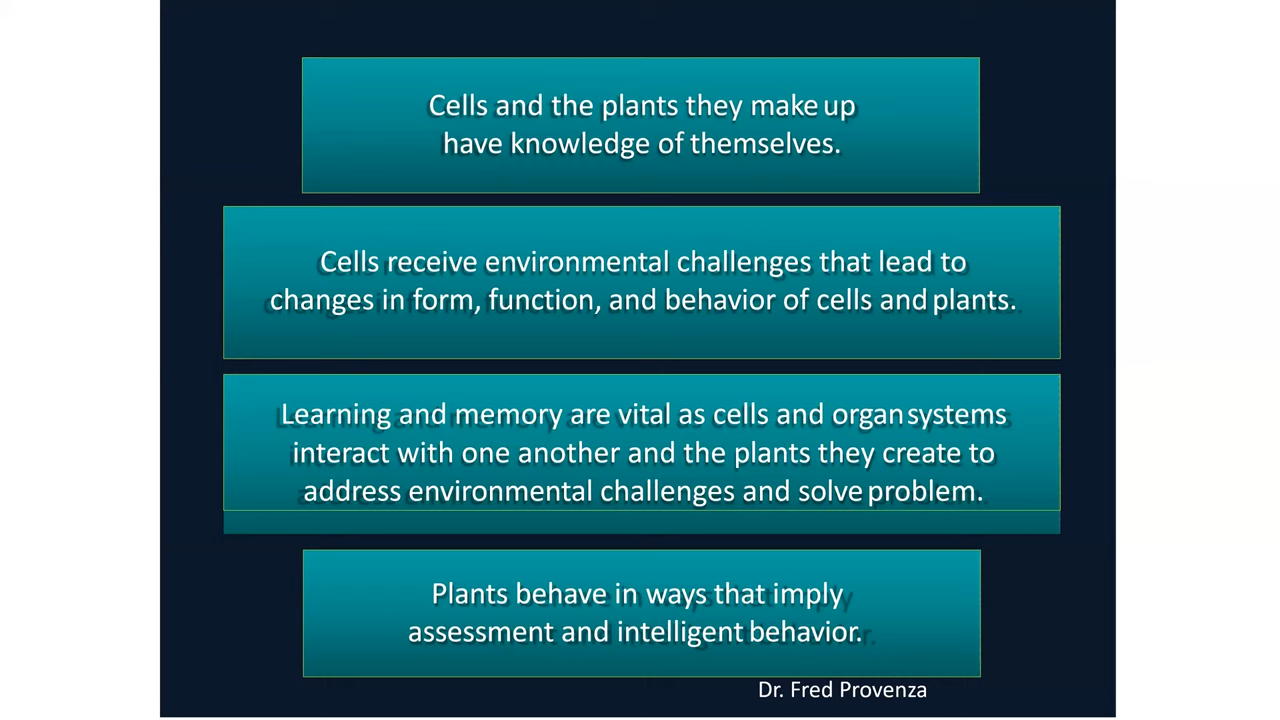 Cells and the plants they make up
have knowledge of themselves.
Cells receive environmental challenges that lead to
changes in form, function, and behavior of cells and plants.
Learning and memory are vital as cells and organ systems
interact with one another and the plants they create to
address environmental challenges and solve problem.
Plants behave in ways that imply
assessment and intelligent behavior.
Dr. Fred Provenza